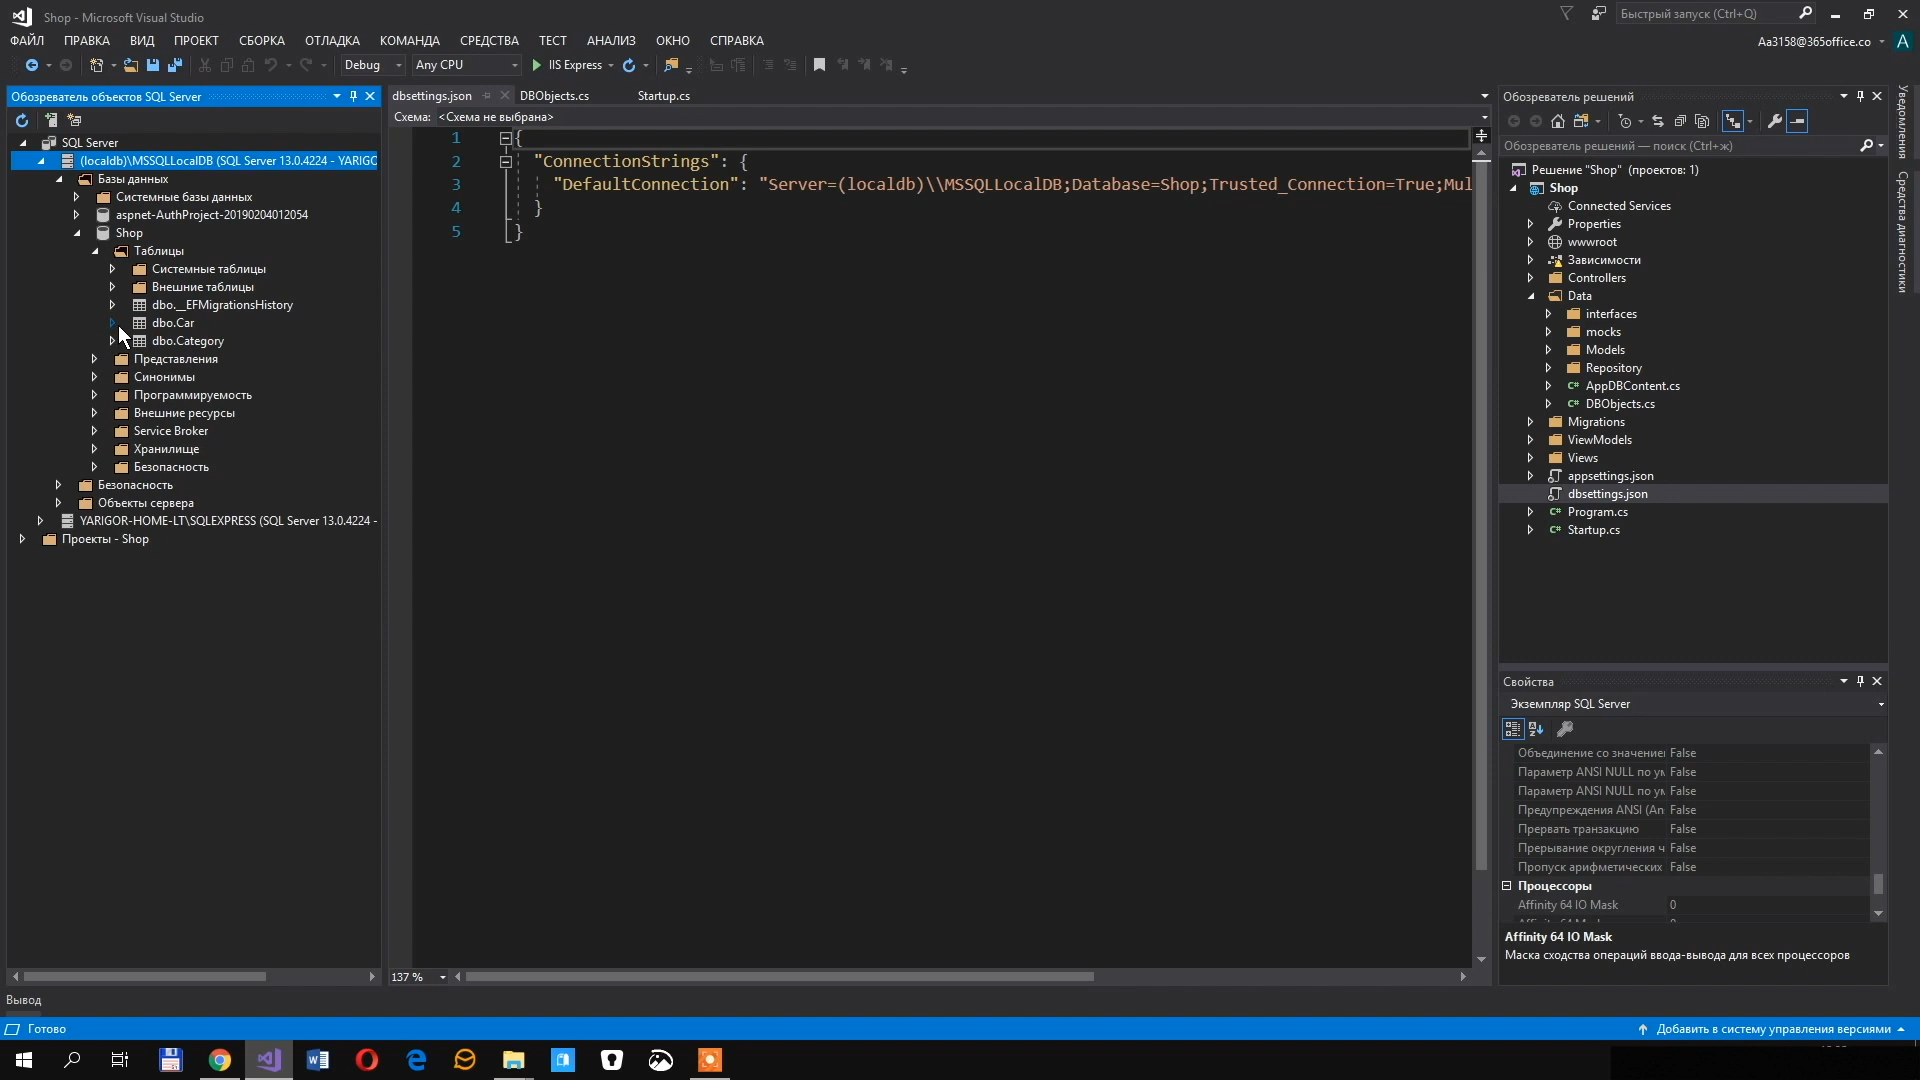 Shop - Microsoft Visual Studio
Быстрый запуск (Ctrl+Q)
ФАЙЛ ПРАВКА ВИД ПРОЕКТ СБОРКА ОТЛАДКА КОМАНДА СРЕДСТВА ТЕСТ АНАЛИЗ ОКНО СПРАВКА
Aa3158@365office.co
A
Debug Any CPU IIS Express
Обозреватель объектов SQL Server
SQL Server
(localdb)\MSSQLLocalDB (SQL Server 13.0.4224 - YARIGO
Базы данных
Системные базы данных
aspnet-AuthProject-20190204012054
Shop
Таблицы
Системные таблицы
Внешние таблицы
dbo.__EFMigrationsHistory
dbo.Car
dbo.Category
Представления
Синонимы
Программируемость
Внешние ресурсы
Service Broker
Хранилище
Безопасность
Безопасность
Объекты сервера
YARIGOR-HOME-LT\SQLEXPRESS (SQL Server 13.0.4224 -
Проекты - Shop
dbsettings.json DBObjects.cs Startup.cs
Схема: <Схема не выбрана>
1 {
2 "ConnectionStrings": {
3 "DefaultConnection": "Server=(localdb)\\MSSQLLocalDB;Database=Shop;Trusted_Connection=True;Mul
4 }
5 }
137 %
Обозреватель решений
Обозреватель решений — поиск (Ctrl+ж)
Решение "Shop" (проектов: 1)
Shop
Connected Services
Properties
wwwroot
Зависимости
Controllers
Data
interfaces
mocks
Models
Repository
AppDBContent.cs
DBObjects.cs
Migrations
ViewModels
Views
appsettings.json
dbsettings.json
Program.cs
Startup.cs
Уведомления
Средства диагностики
Свойства
Экземпляр SQL Server
Объединение со значение False
Параметр ANSI NULL по ум False
Параметр ANSI NULL по ум False
Предупреждения ANSI (An False
Прервать транзакцию False
Прерывание округления ч False
Пропуск арифметических False
Процессоры
Affinity 64 IO Mask 0
Affinity 64 IO Mask
Маска сходства операций ввода-вывода для всех процессоров
Вывод
Готово
Добавить в систему управления версиями